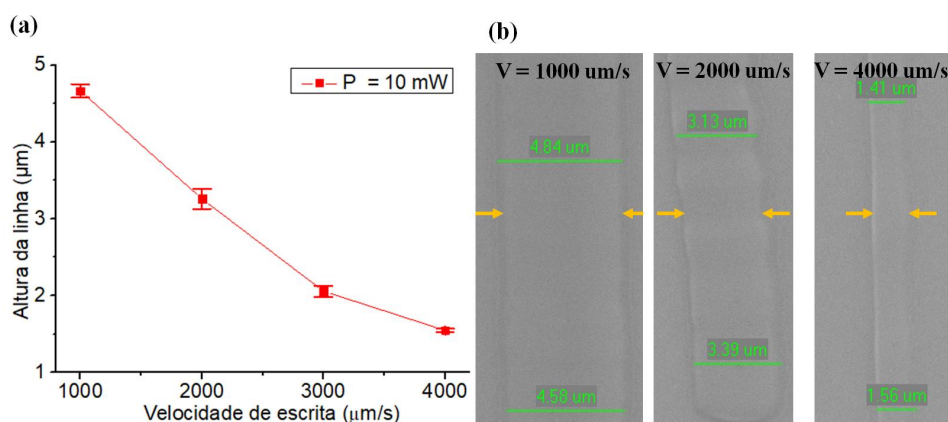 (a)
5
4
3
2
1
Altura da linha (μm)
P = 10 mW
1000 2000 3000 4000
Velocidade de escrita (μm/s)
(b)
V = 1000 um/s
4.84 um
4.58 um
V = 2000 um/s
3.13 um
3.39 um
V = 4000 um/s
1.41 um
1.56 um